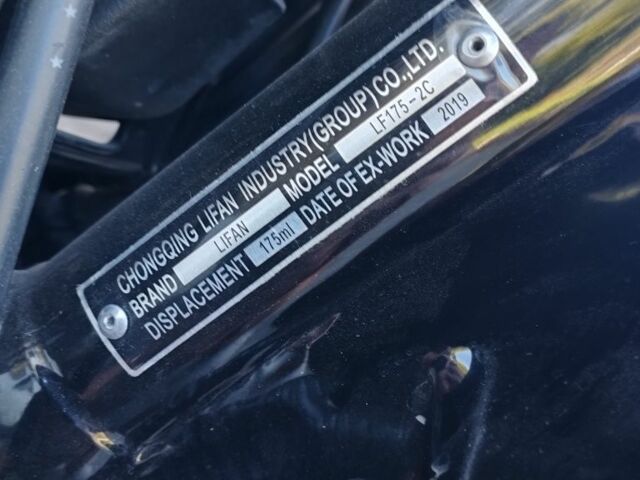 CHONGQING LIFAN INDUSTRY(GROUP)CO.,LTD.
BRAND LIFAN MODEL LF175-2C
DISPLACEMENT 175ml DATE OF EX-WORK 2019